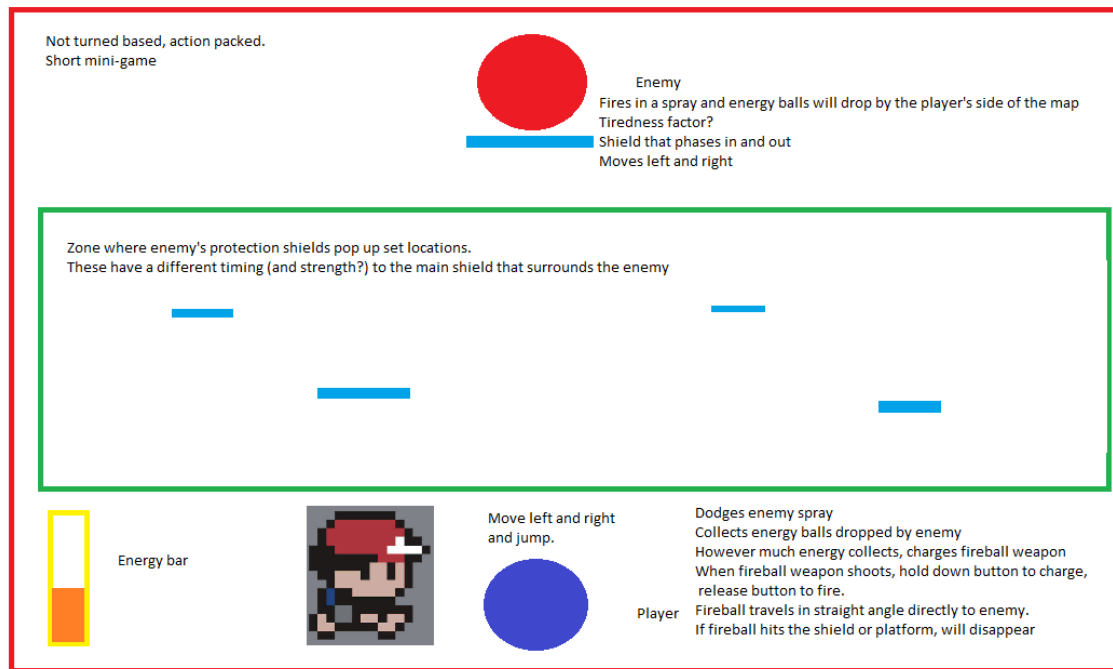 Not turned based, action packed.
Short mini-game
Enemy
Fires in a spray and energy balls will drop by the player's side of the map
Tiredness factor?
Shield that phases in and out
Moves left and right
Zone where enemy's protection shields pop up set locations.
These have a different timing (and strength?) to the main shield that surrounds the enemy
Energy bar
Move left and right
and jump.
Player
Dodges enemy spray
Collects energy balls dropped by enemy
However much energy collects, charges fireball weapon
When fireball weapon shoots, hold down button to charge,
release button to fire.
Fireball travels in straight angle directly to enemy.
If fireball hits the shield or platform, will disappear